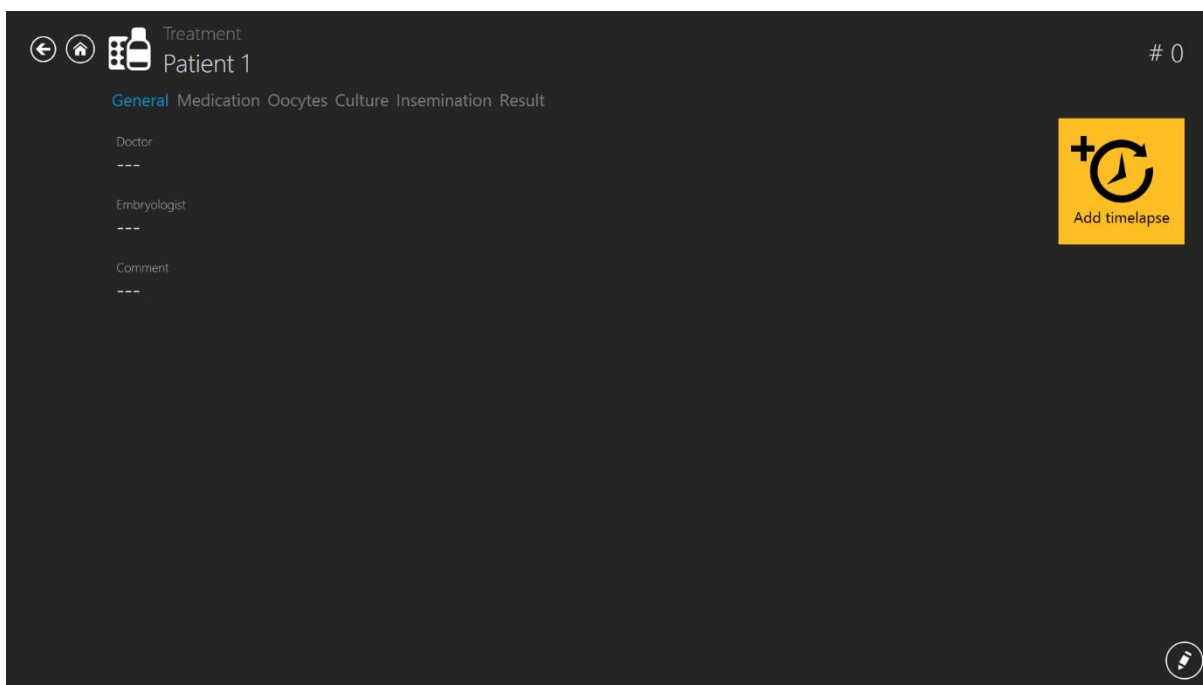 Treatment
Patient 1
# 0
General Medication Oocytes Culture Insemination Result
Doctor
---
Embryologist
---
Comment
---
Add timelapse